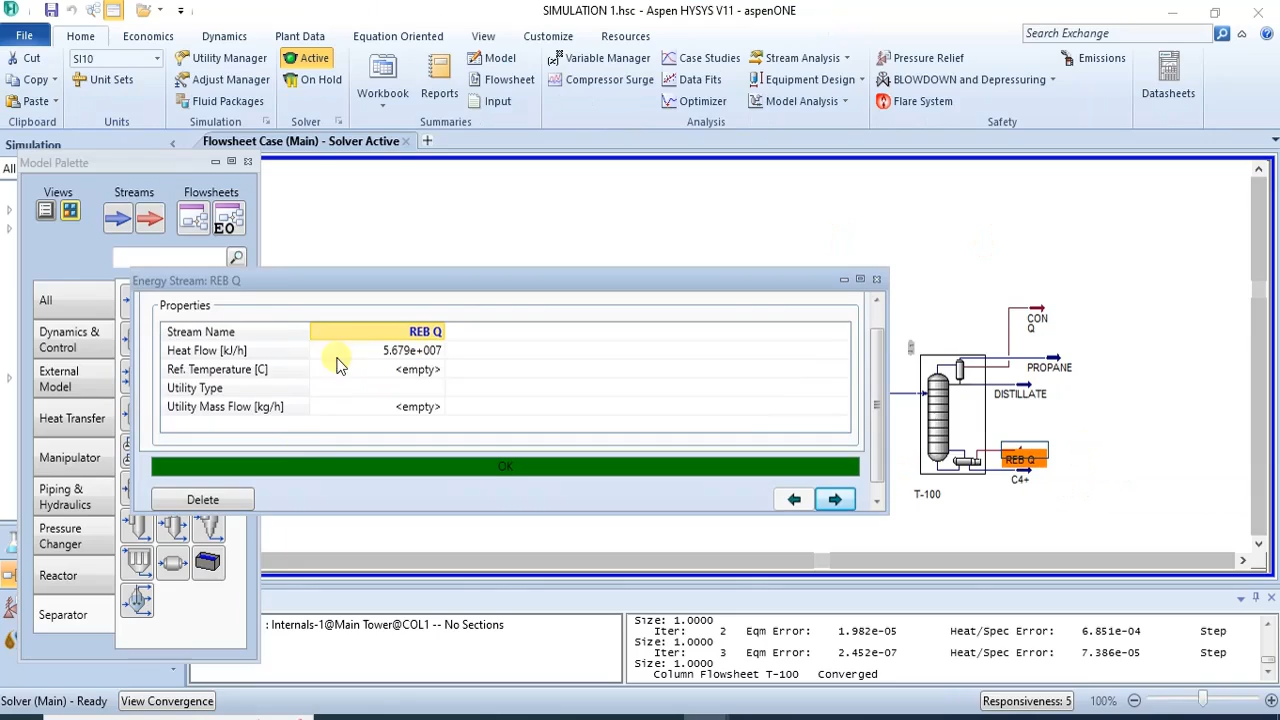 SIMULATION 1.hsc - Aspen HYSYS V11 - aspenONE
File
Home
Economics
Dynamics
Plant Data
Equation Oriented
View
Customize
Resources
Search Exchange
Cut
SI10
Utility Manager
Active
Model
Variable Manager
Case Studies
Stream Analysis
Pressure Relief
Emissions
Copy
Unit Sets
Adjust Manager
On Hold
Workbook
Reports
Flowsheet
Compressor Surge
Data Fits
Equipment Design
BLOWDOWN and Depressuring
Datasheets
Paste
Fluid Packages
Input
Optimizer
Model Analysis
Flare System
Clipboard
Units
Simulation
Solver
Summaries
Analysis
Safety
Simulation
Flowsheet Case (Main) - Solver Active
All
Model Palette
Views
Streams
Flowsheets
EO
All
Dynamics &
Control
External
Model
Heat Transfer
Manipulator
Piping &
Hydraulics
Pressure
Changer
Reactor
Separator
Energy Stream: REB Q
Properties
Stream Name REB Q
Heat Flow [kJ/h] 5.679e+007
Ref. Temperature [C] <empty>
Utility Type
Utility Mass Flow [kg/h] <empty>
OK
Delete
CON
Q
PROPANE
DISTILLATE
REB Q
C4+
T-100
: Internals-1@Main Tower@COL1 -- No Sections
Size: 1.0000
Iter: 2 Eqm Error: 1.982e-05 Heat/Spec Error: 6.851e-04 Step
Size: 1.0000
Iter: 3 Eqm Error: 2.452e-07 Heat/Spec Error: 7.386e-05 Step
Size: 1.0000
Column Flowsheet T-100 Converged
Solver (Main) - Ready
View Convergence
Responsiveness: 5
100%